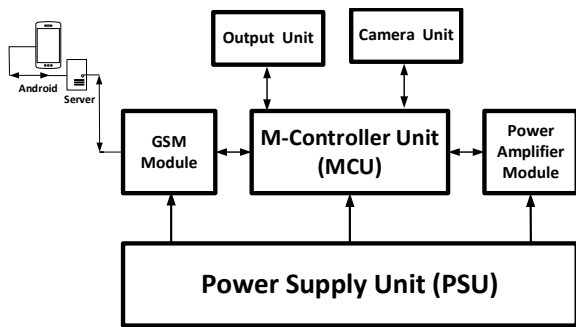 Output Unit
Camera Unit
Android
Server
GSM
Module
M-Controller Unit
(MCU)
Power
Amplifier
Module
Power Supply Unit (PSU)